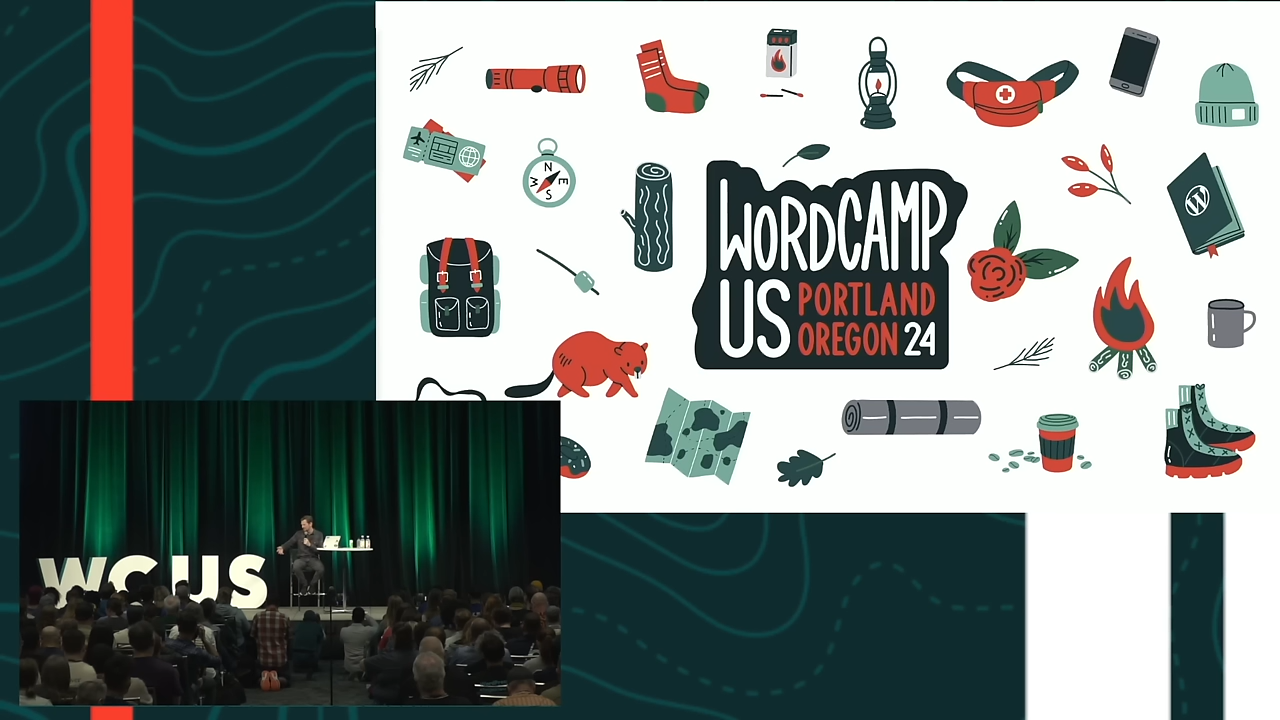 N
W E
S
W
WORDCAMP
US PORTLAND
OREGON 24
WCUS